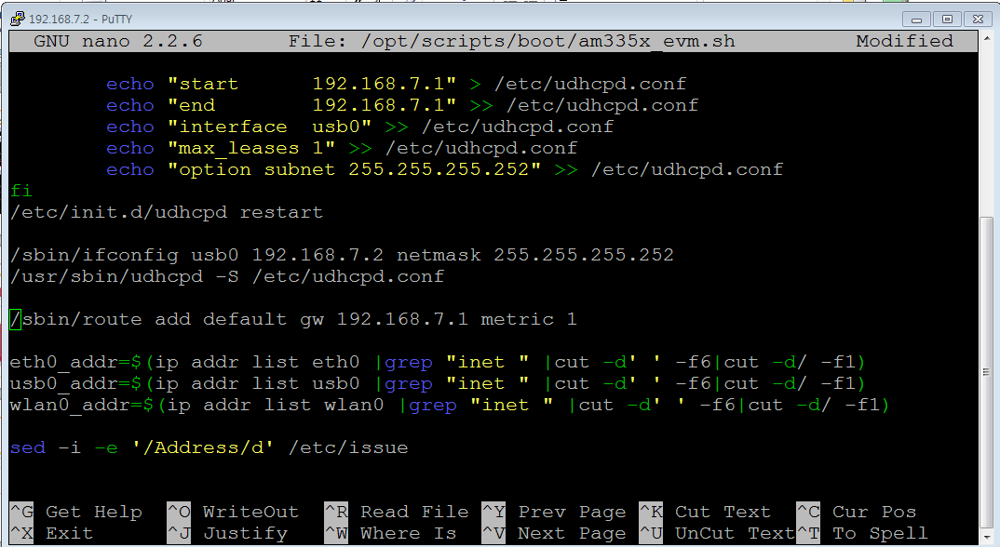 192.168.7.2 - PuTTY
GNU nano 2.2.6 File: /opt/scripts/boot/am335x_evm.sh Modified
echo "start 192.168.7.1" > /etc/udhcpd.conf
echo "end 192.168.7.1" >> /etc/udhcpd.conf
echo "interface usb0" >> /etc/udhcpd.conf
echo "max_leases 1" >> /etc/udhcpd.conf
echo "option subnet 255.255.255.252" >> /etc/udhcpd.conf
fi
/etc/init.d/udhcpd restart
/sbin/ifconfig usb0 192.168.7.2 netmask 255.255.255.252
/usr/sbin/udhcpd -S /etc/udhcpd.conf
/sbin/route add default gw 192.168.7.1 metric 1
eth0_addr=$(ip addr list eth0 |grep "inet " |cut -d' ' -f6|cut -d/ -f1)
usb0_addr=$(ip addr list usb0 |grep "inet " |cut -d' ' -f6|cut -d/ -f1)
wlan0_addr=$(ip addr list wlan0 |grep "inet " |cut -d' ' -f6|cut -d/ -f1)
sed -i -e '/Address/d' /etc/issue
^G Get Help ^O WriteOut ^R Read File ^Y Prev Page ^K Cut Text ^C Cur Pos
^X Exit ^J Justify ^W Where Is ^V Next Page ^U UnCut Text ^T To Spell